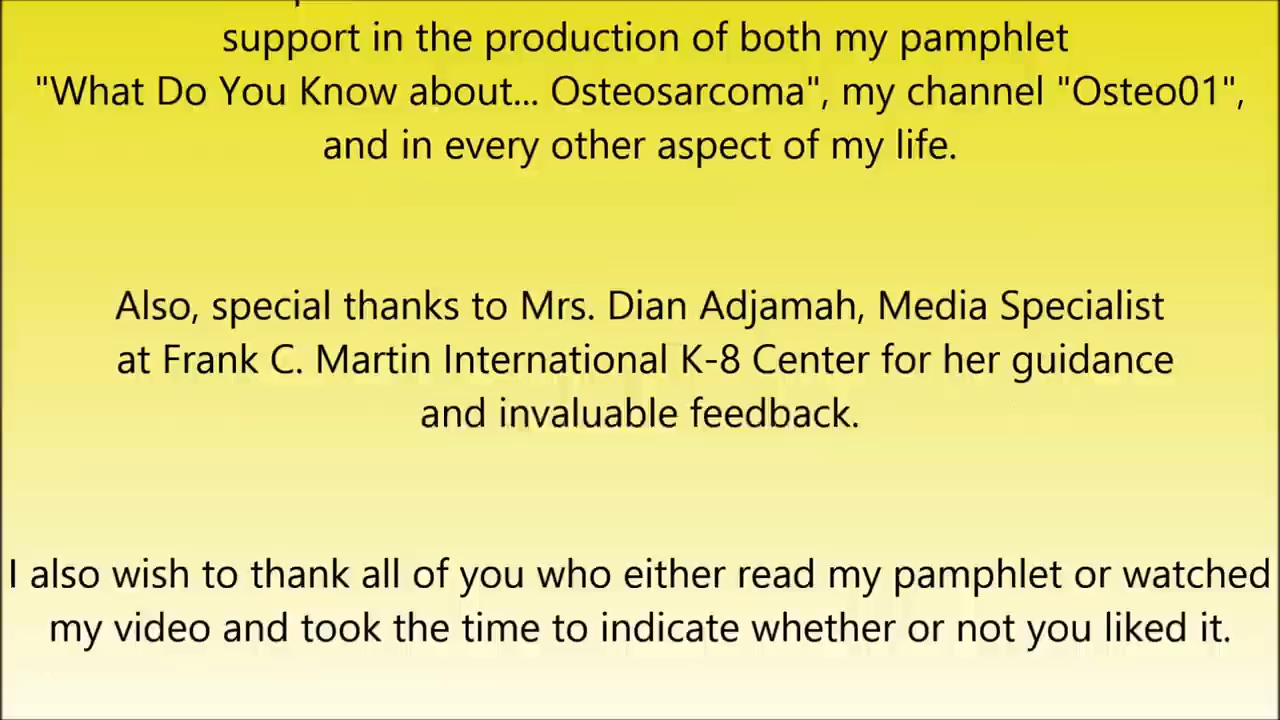 support in the production of both my pamphlet
"What Do You Know about... Osteosarcoma", my channel "Osteo01",
and in every other aspect of my life.
Also, special thanks to Mrs. Dian Adjamah, Media Specialist
at Frank C. Martin International K-8 Center for her guidance
and invaluable feedback.
I also wish to thank all of you who either read my pamphlet or watched
my video and took the time to indicate whether or not you liked it.